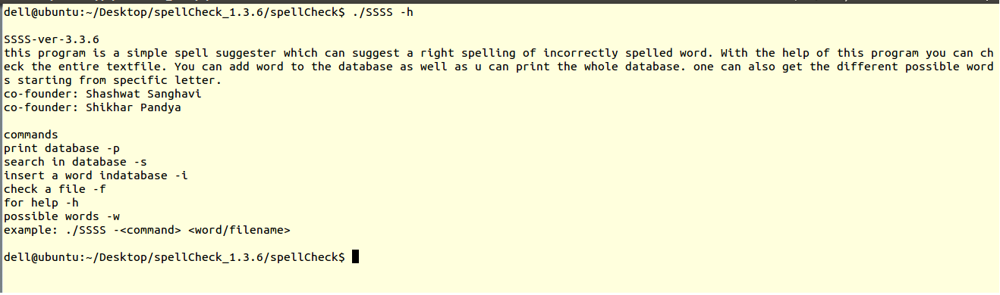 dell@ubuntu:~/Desktop/spellCheck_1.3.6/spellCheck$ ./SSSS -h
SSSS-ver-3.3.6
this program is a simple spell suggester which can suggest a right spelling of incorrectly spelled word. With the help of this program you can ch
eck the entire textfile. You can add word to the database as well as u can print the whole database. one can also get the different possible word
s starting from specific letter.
co-founder: Shashwat Sanghavi
co-founder: Shikhar Pandya
commands
print database -p
search in database -s
insert a word indatabase -i
check a file -f
for help -h
possible words -w
example: ./SSSS -<command> <word/filename>
dell@ubuntu:~/Desktop/spellCheck_1.3.6/spellCheck$